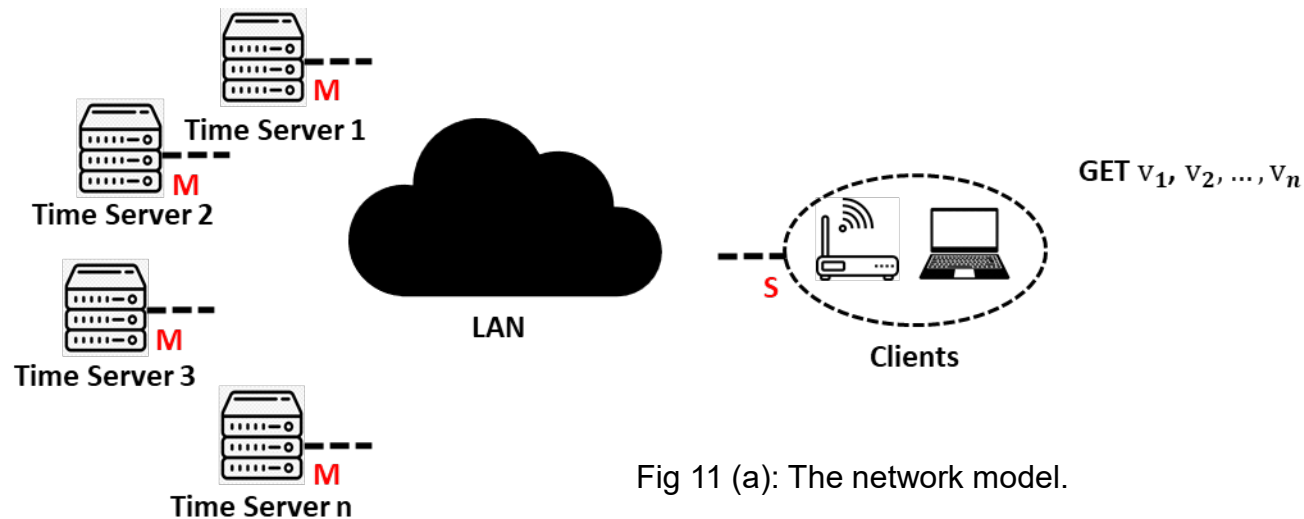 M
Time Server 1
M
Time Server 2
GET v₁, v₂, ... , vₙ
S
LAN
Clients
M
Time Server 3
M
Time Server n
Fig 11 (a): The network model.